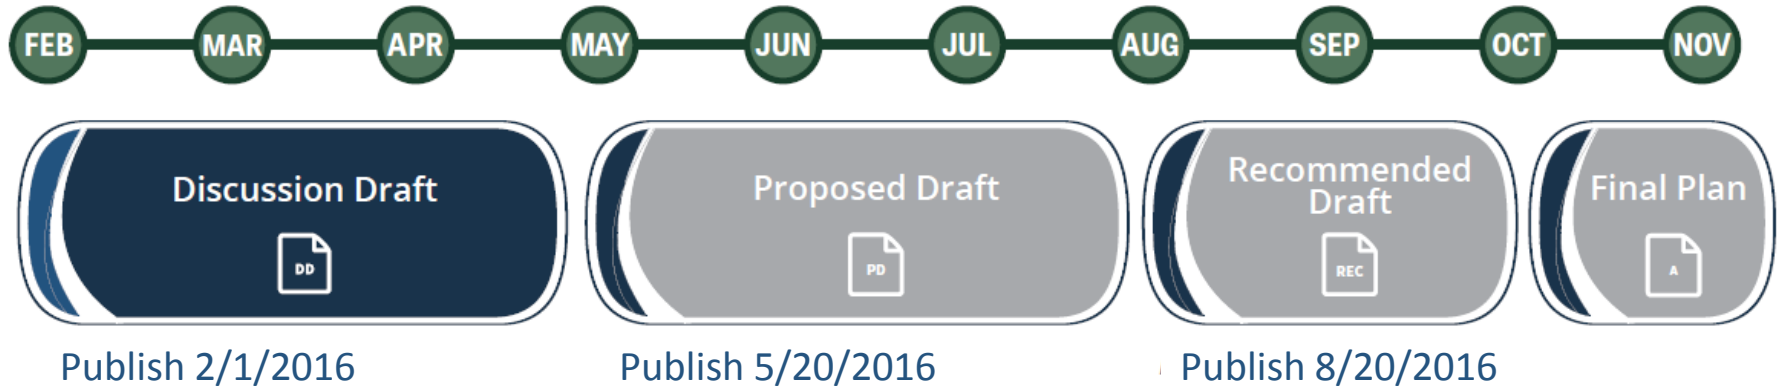 FEB MAR APR MAY JUN JUL AUG SEP OCT NOV
Discussion Draft
DD
Proposed Draft
PD
Recommended
Draft
REC
Final Plan
A
Publish 2/1/2016
Publish 5/20/2016
Publish 8/20/2016